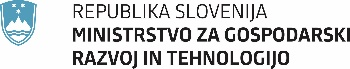 REPUBLIKA SLOVENIJA
MINISTRSTVO ZA GOSPODARSKI
RAZVOJ IN TEHNOLOGIJO